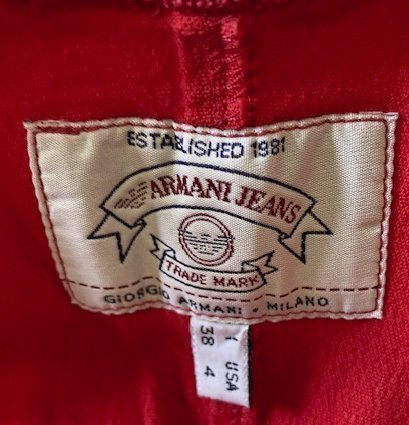 ESTABLISHED 1981
ARMANI JEANS
TRADE MARK
GIORGIO ARMANI - MILANO
I USA
38 4